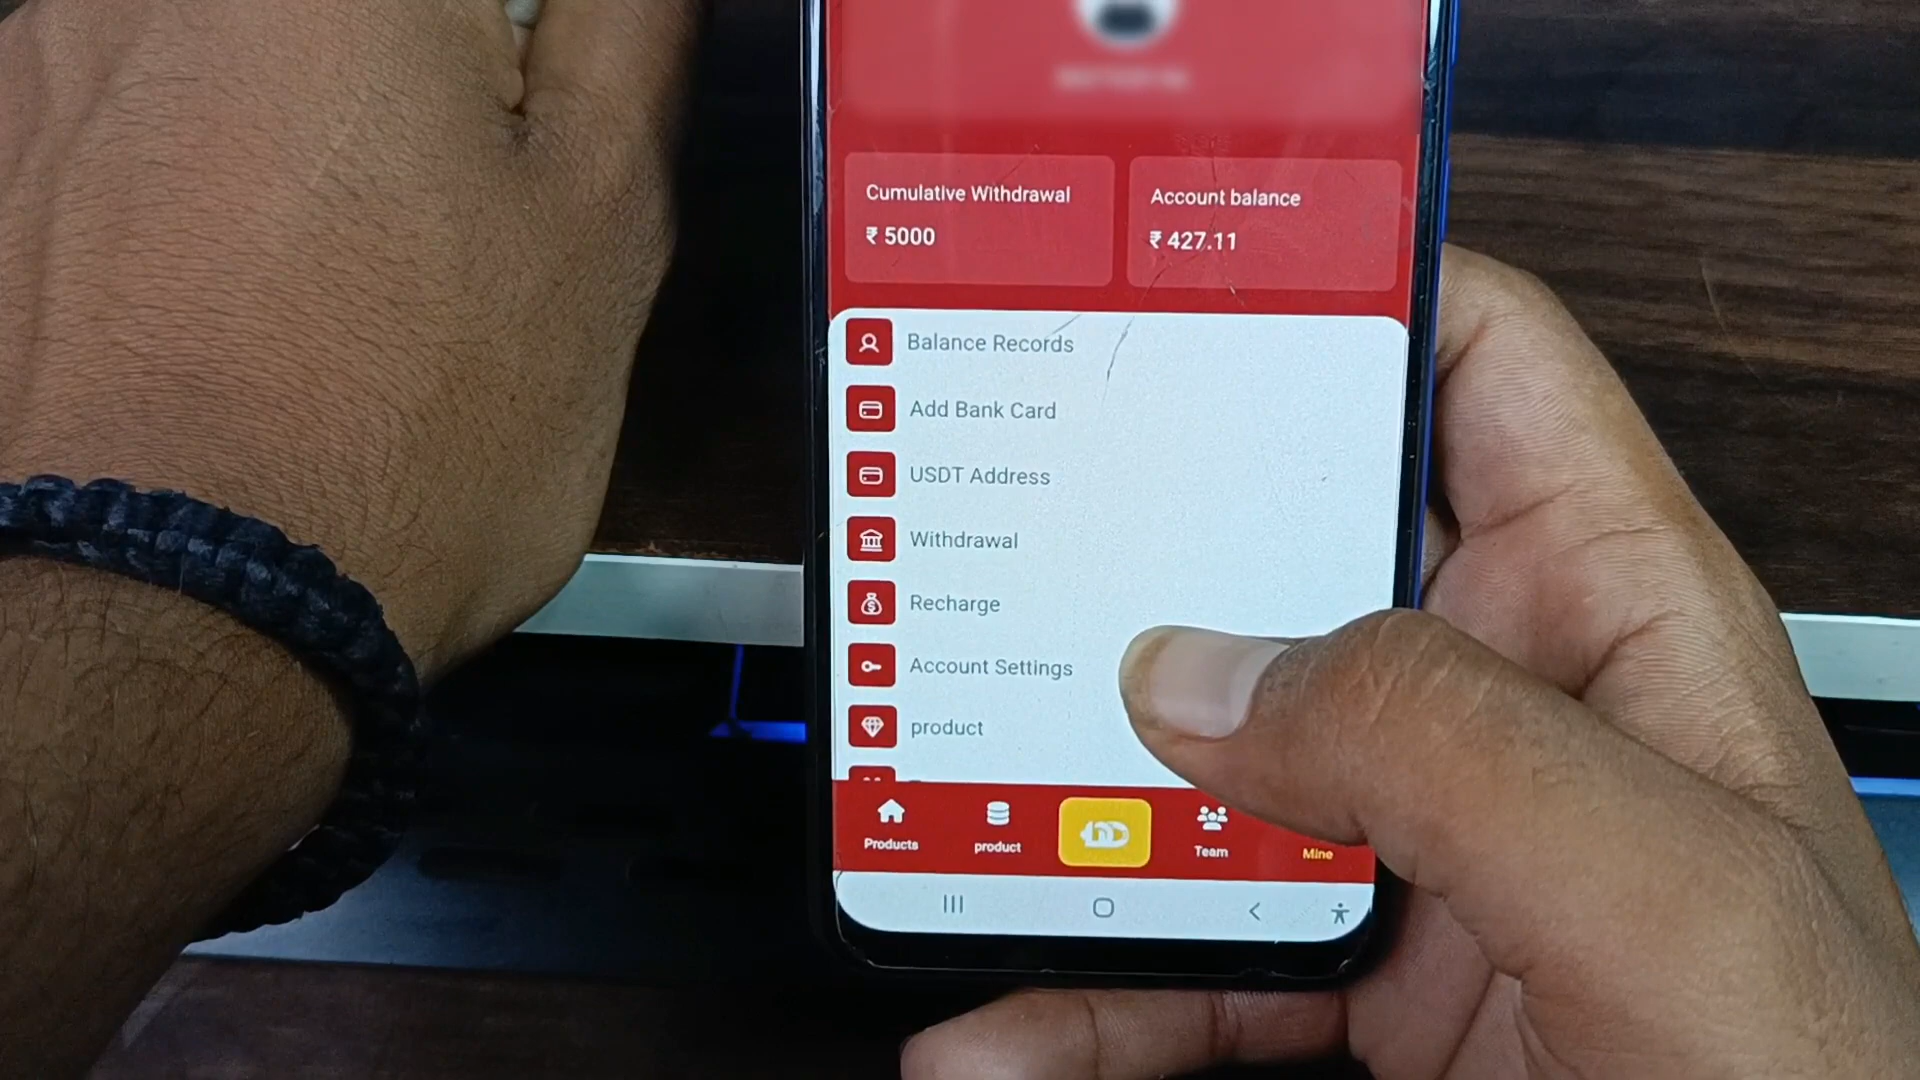 Cumulative Withdrawal
₹ 5000
Account balance
₹ 427.11
Balance Records
Add Bank Card
USDT Address
Withdrawal
Recharge
Account Settings
product
Products
product
Team
Mine